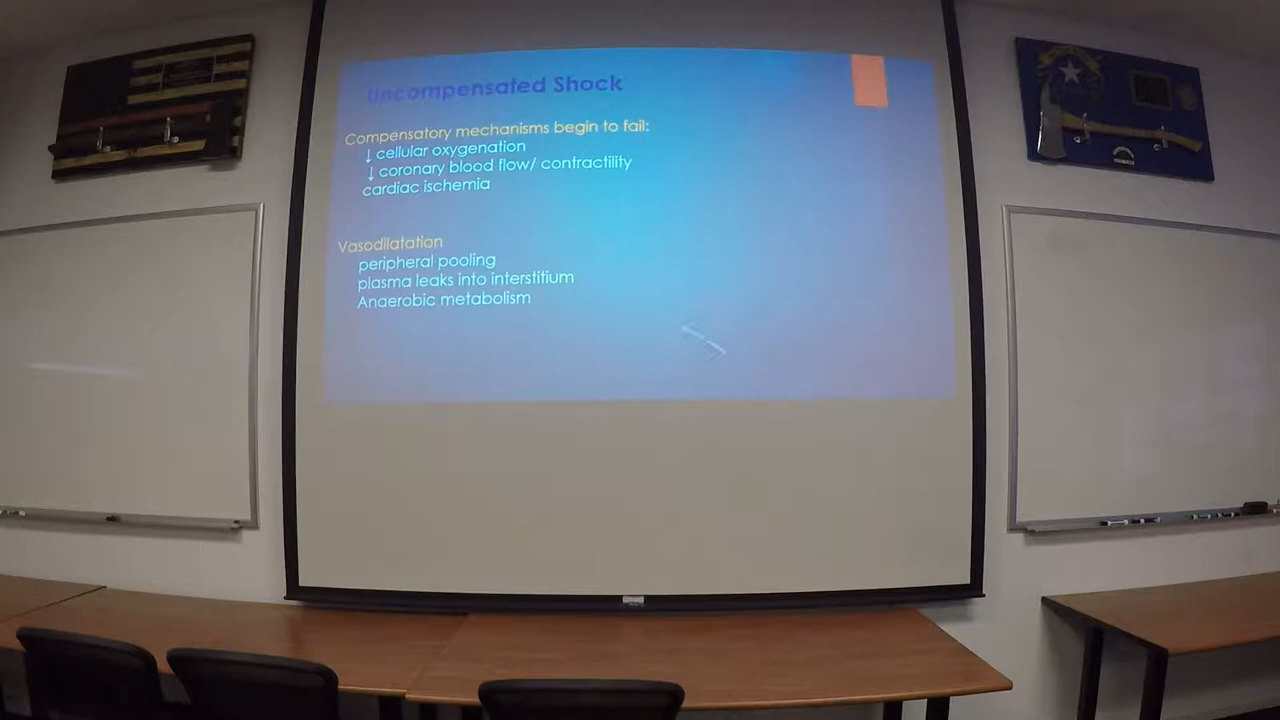 Uncompensated Shock
Compensatory mechanisms begin to fail:
↓ cellular oxygenation
↓ coronary blood flow/ contractility
cardiac ischemia
Vasodilatation
peripheral pooling
plasma leaks into interstitium
Anaerobic metabolism